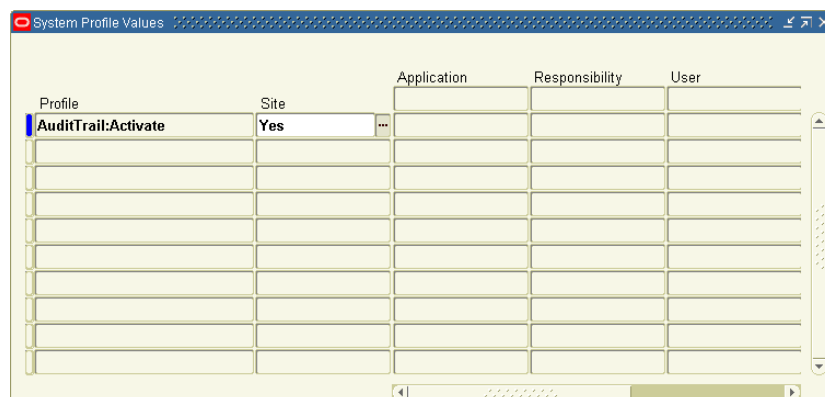 System Profile Values
Application Responsibility User
Profile Site
AuditTrail:Activate Yes ...